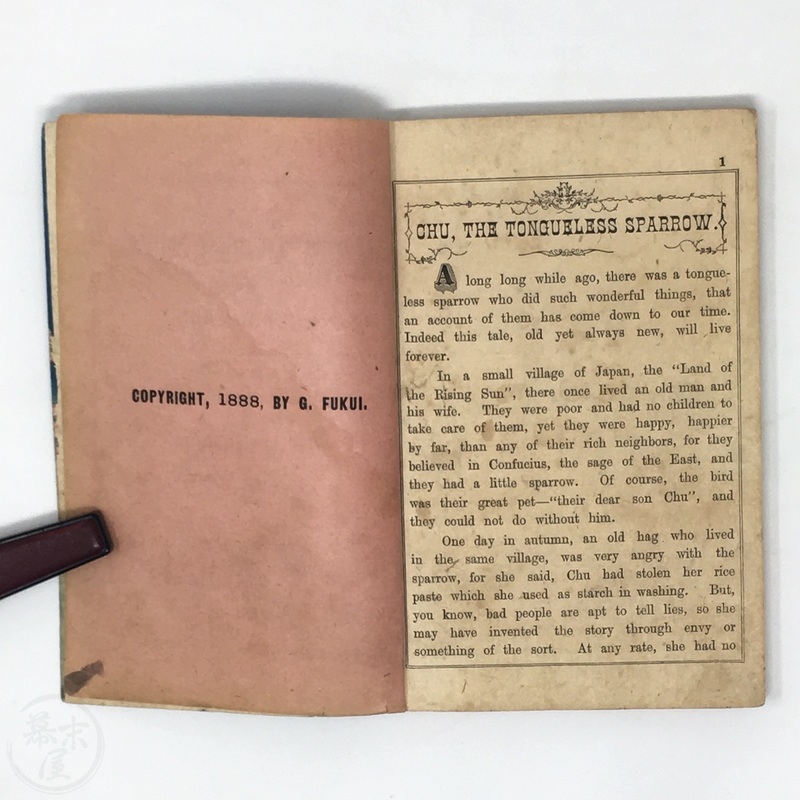 COPYRIGHT, 1888, BY G. FUKUI.
1
CHU, THE TONGUELESS SPARROW.
A long long while ago, there was a tongue-
less sparrow who did such wonderful things, that
an account of them has come down to our time.
Indeed this tale, old yet always new, will live
forever.
In a small village of Japan, the “Land of
the Rising Sun”, there once lived an old man and
his wife. They were poor and had no children to
take care of them, yet they were happy, happier
by far, than any of their rich neighbors, for they
believed in Confucius, the sage of the East, and
they had a little sparrow. Of course, the bird
was their great pet—“their dear son Chu”, and
they could not do without him.
One day in autumn, an old hag who lived
in the same village, was very angry with the
sparrow, for she said, Chu had stolen her rice
paste which she used as starch in washing. But,
you know, bad people are apt to tell lies, so she
may have invented the story through envy or
something of the sort. At any rate, she had no
幕末
屋